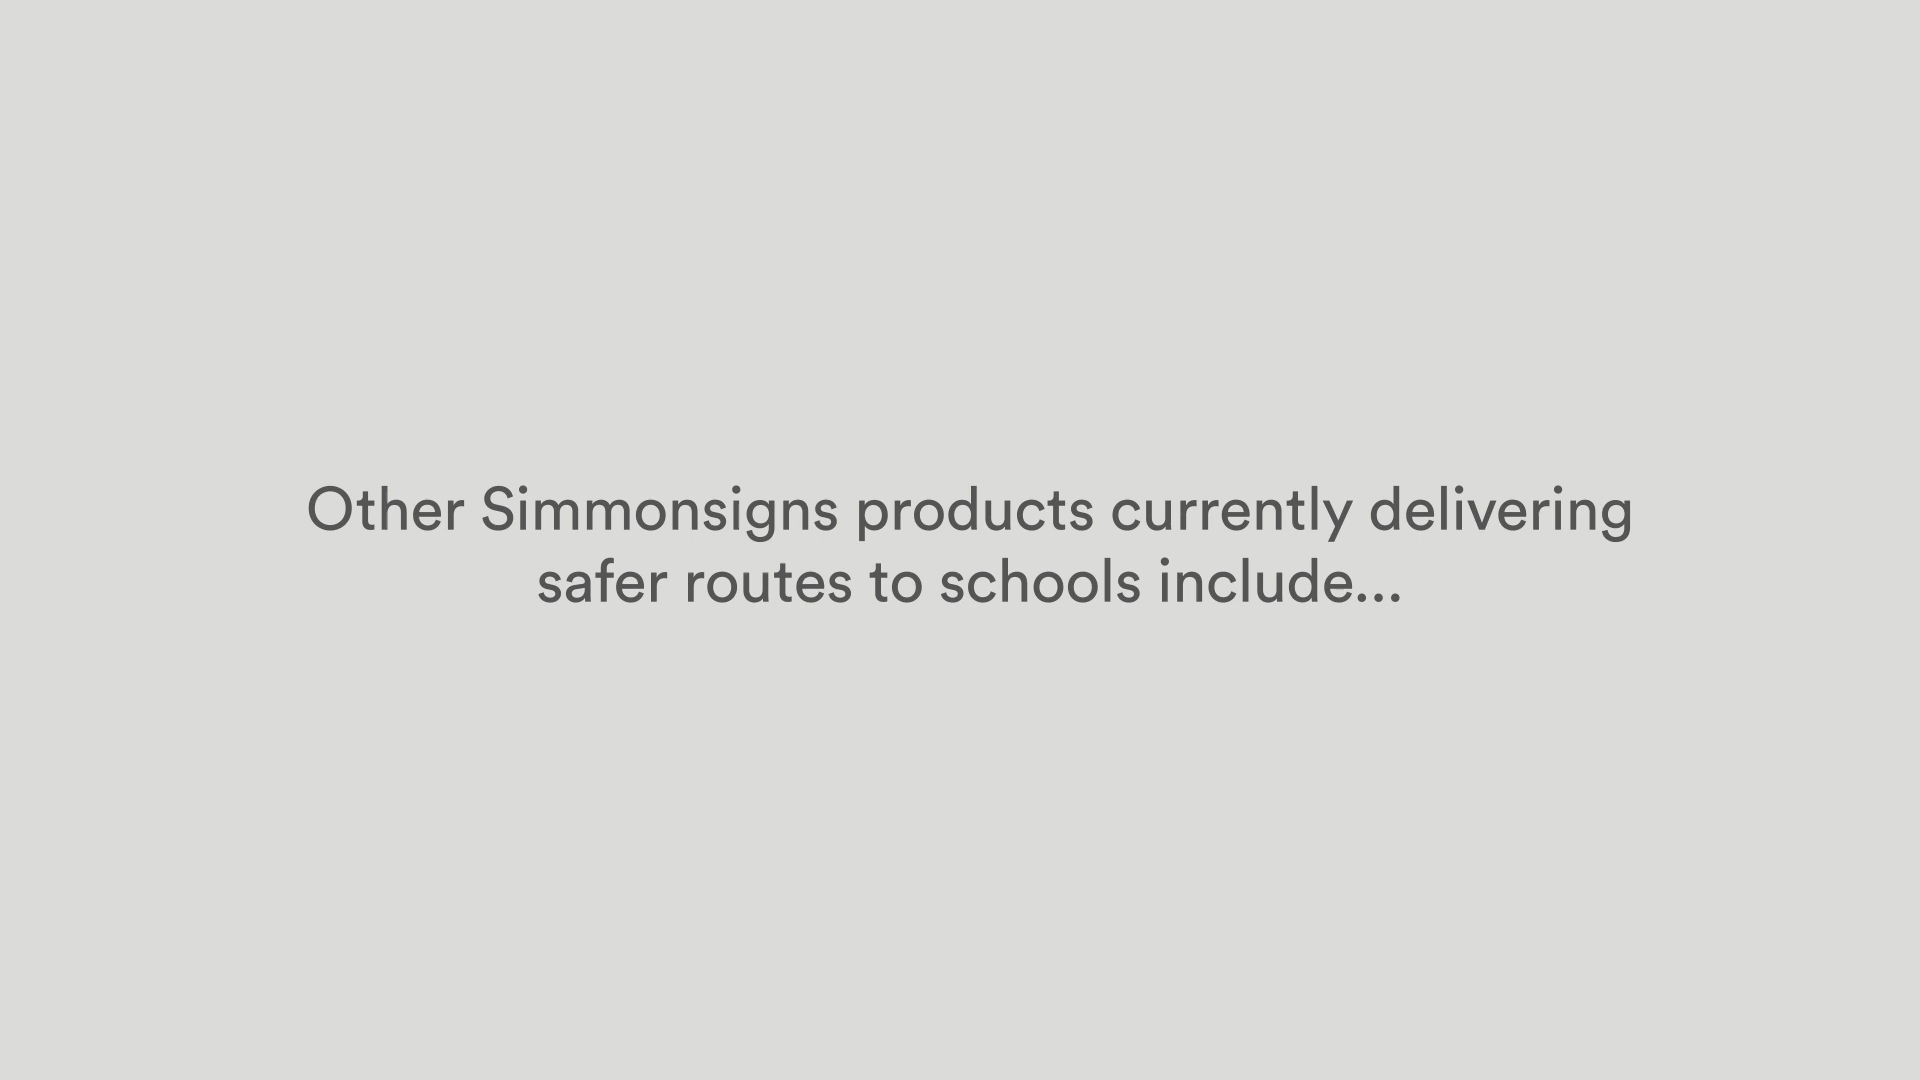 Other Simmonsigns products currently delivering
safer routes to schools include...